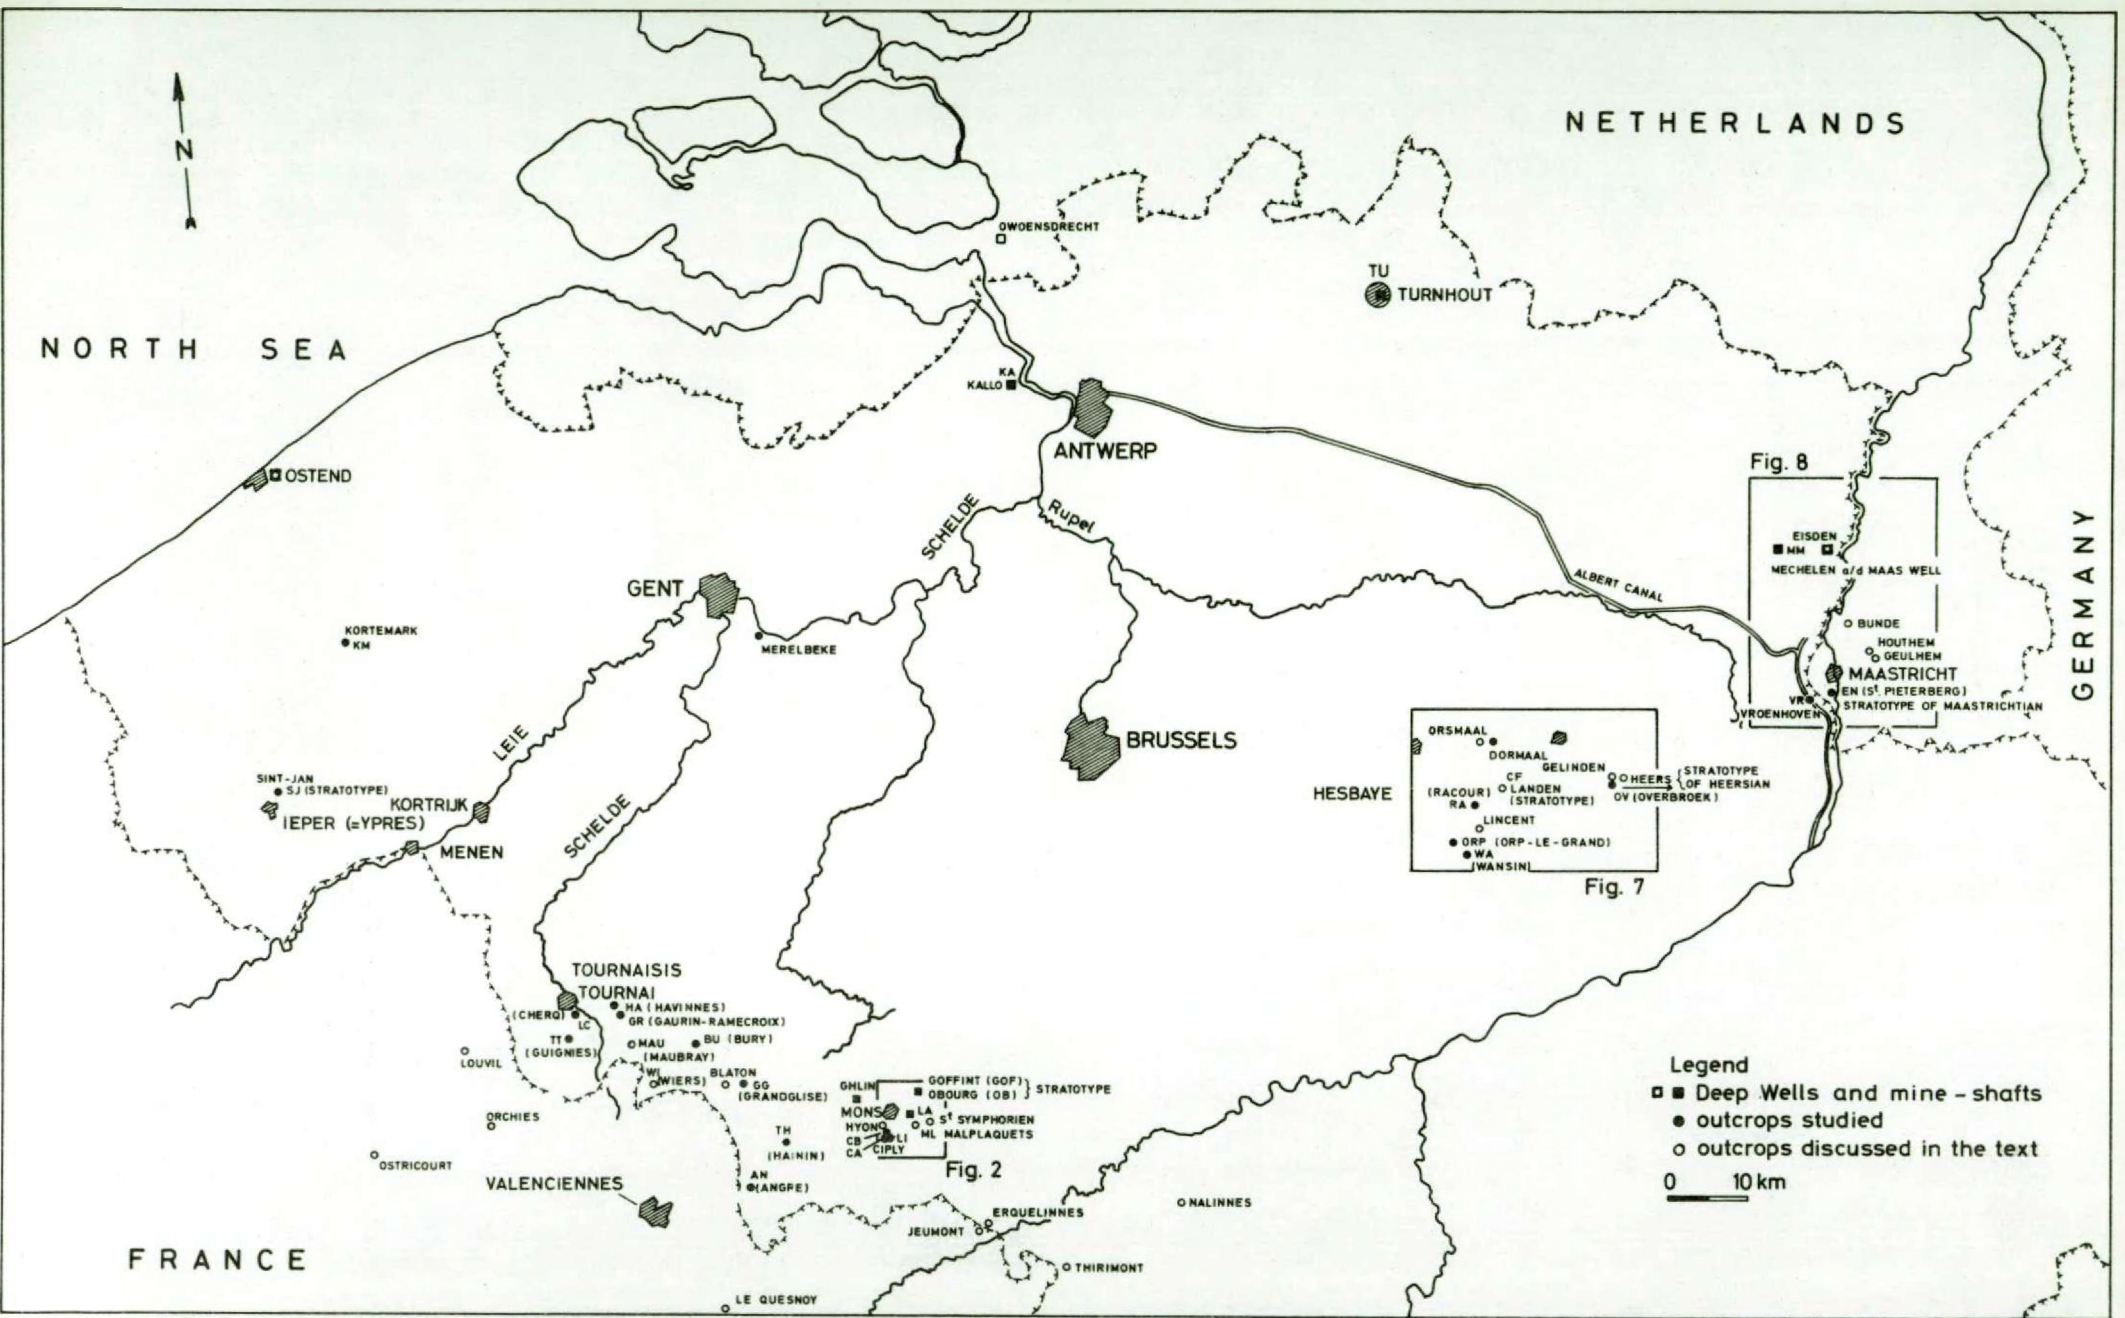 N
NETHERLANDS
NORTH SEA
OWOENSDRECHT
TU
TURNHOUT
KA
KALLO
ANTWERP
OSTEND
SCHELDE
Rupel
Fig. 8
EISDEN
MM
MECHELEN a/d MAAS WELL
ALBERT CANAL
GERMANY
GENT
MERELBEKE
KORTEMARK
KM
BUNDE
HOUTHEM
GEULHEM
MAASTRICHT
EN (St. PIETERBERG)
STRATOTYPE OF MAASTRICHTIAN
VR
VROENHOVEN
LEIE
BRUSSELS
HESBAYE
ORSMAAL
DORMAAL
GELINDEN
HEERS
STRATOTYPE
OF HEERSIAN
OV (OVERBROEK)
CF
LANDEN
(STRATOTYPE)
(RACOUR)
RA
LINCENT
ORP (ORP-LE-GRAND)
WA
(WANSIN)
Fig. 7
SINT-JAN
SJ (STRATOTYPE)
IEPER (=YPRES)
KORTRIJK
MENEN
SCHELDE
TOURNAISIS
TOURNAI
(CHERQ)
LC
HA (HAVINNES)
GR (GAURIN-RAMECROIX)
TT
(GUIGNIES)
MAU
(MAUBRAY)
BU (BURY)
LOUVIL
WI
(WIERS)
BLATON
GG
(GRANDGLISE)
GHLIN
GOFFINT (GOF)
OBOURG (OB)
STRATOTYPE
MONS
LA
St SYMPHORIEN
HYON
ML MALPLAQUETS
CB
LI
CA
CIPLY
Fig. 2
TH
(HAININ)
AN
(ANGRE)
ORCHIES
OSTRICOURT
VALENCIENNES
FRANCE
LE QUESNOY
ERQUELINNES
JEUMONT
THIRIMONT
NALINNES
Legend
Deep Wells and mine-shafts
outcrops studied
outcrops discussed in the text
0 10 km